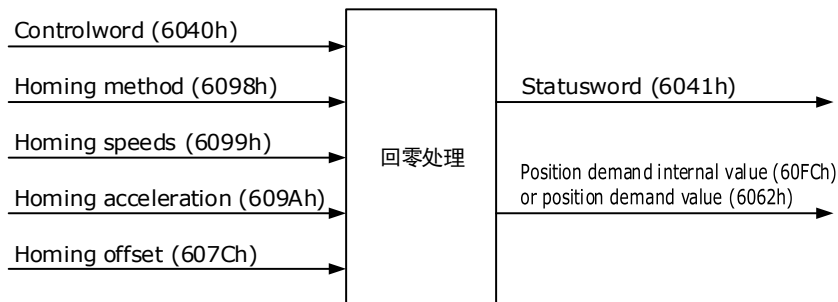 Controlword (6040h)
Homing method (6098h)
Homing speeds (6099h)
Homing acceleration (609Ah)
Homing offset (607Ch)
回零处理
Statusword (6041h)
Position demand internal value (60FCh)
or position demand value (6062h)